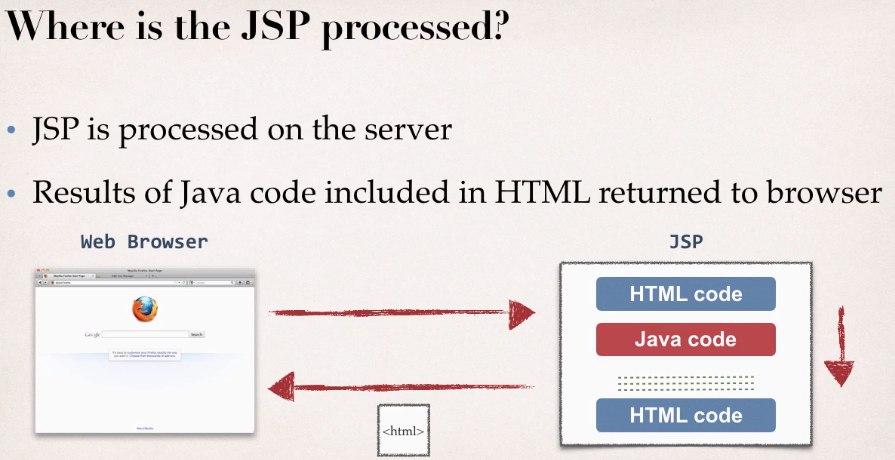 Where is the JSP processed?
• JSP is processed on the server
• Results of Java code included in HTML returned to browser
Web Browser
JSP
Google
Search
HTML code
Java code
HTML code
<html>